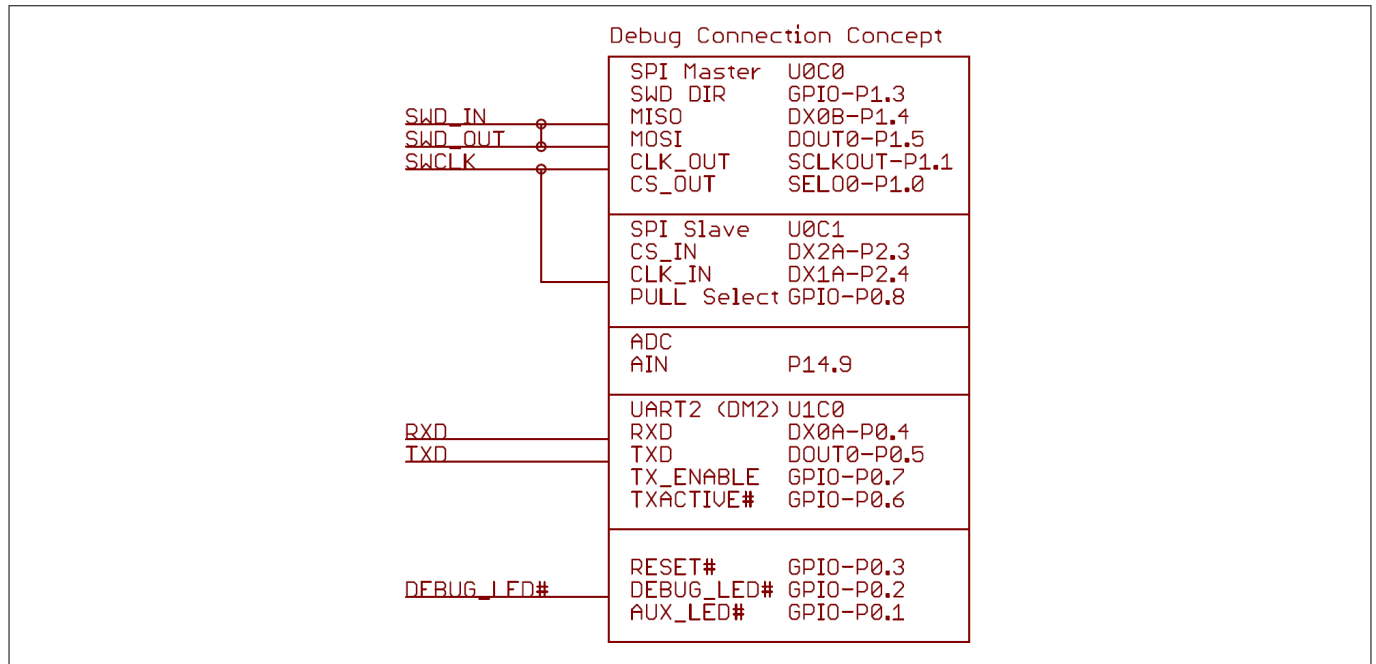 Debug Connection Concept
SPI Master U0C0
SWD DIR GPIO-P1.3
SWD_IN MISO DX0B-P1.4
SWD_OUT MOSI DOUT0-P1.5
SWCLK CLK_OUT SCLKOUT-P1.1
CS_OUT SELO0-P1.0
SPI Slave U0C1
CS_IN DX2A-P2.3
CLK_IN DX1A-P2.4
PULL Select GPIO-P0.8
ADC
AIN P14.9
UART2 (DM2) U1C0
RXD RXD DX0A-P0.4
TXD TXD DOUT0-P0.5
TX_ENABLE GPIO-P0.7
TXACTIVE# GPIO-P0.6
RESET# GPIO-P0.3
DEBUG_LED# DEBUG_LED# GPIO-P0.2
AUX_LED# GPIO-P0.1